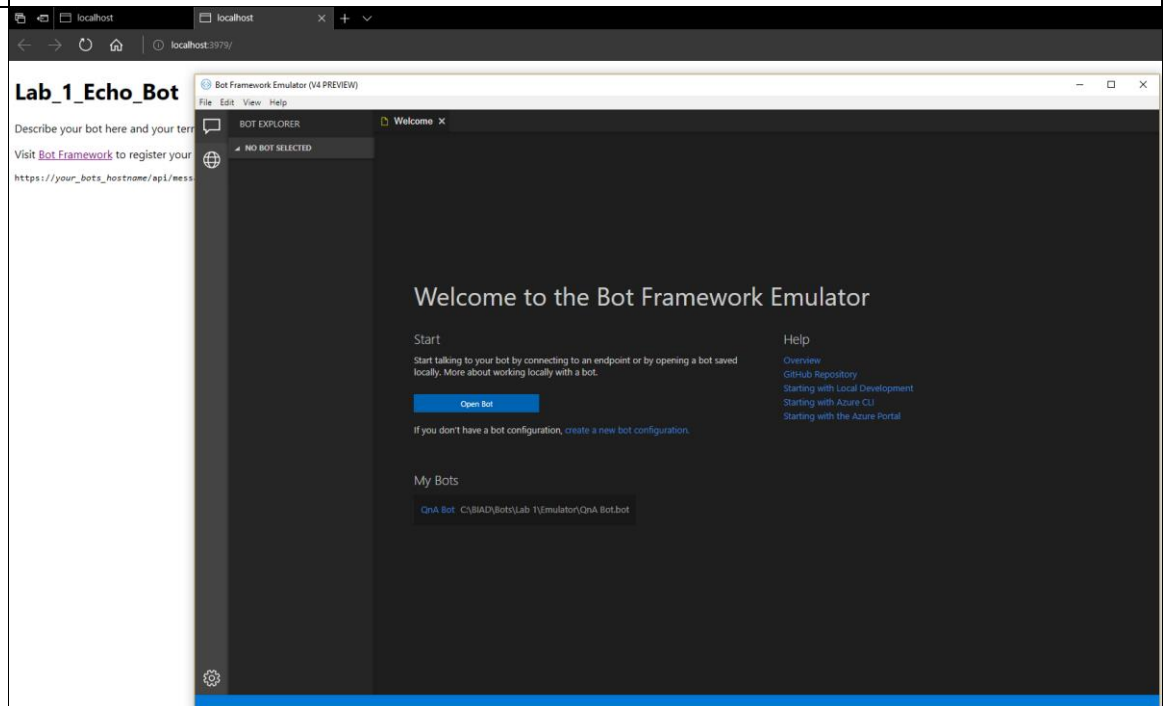 localhost
localhost
localhost:3979/
Lab_1_Echo_Bot
Describe your bot here and your terr
Visit Bot Framework to register your
https://your_bots_hostname/api/mess
Bot Framework Emulator (V4 PREVIEW)
File Edit View Help
BOT EXPLORER
NO BOT SELECTED
Welcome
Welcome to the Bot Framework Emulator
Start
Start talking to your bot by connecting to an endpoint or by opening a bot saved
locally. More about working locally with a bot.
Open Bot
If you don't have a bot configuration, create a new bot configuration.
My Bots
QnA Bot C:\BIAD\Bots\Lab 1\Emulator\QnA Bot.bot
Help
Overview
GitHub Repository
Starting with Local Development
Starting with Azure CLI
Starting with the Azure Portal